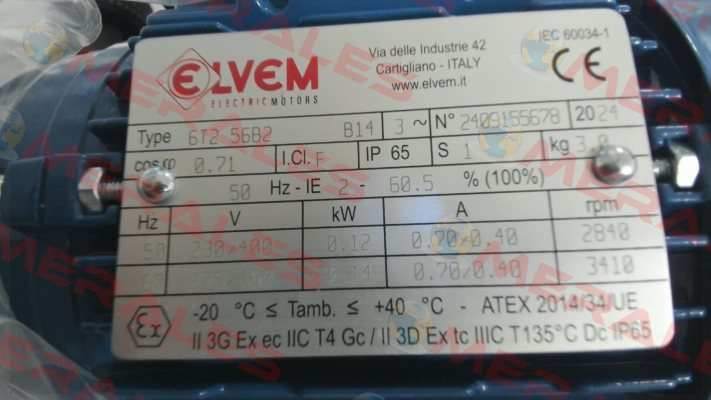 ELVEM
ELECTRIC MOTORS
Via delle Industrie 42
Cartigliano - ITALY
www.elvem.it
IEC 60034-1
CE
Type 6T2 56B2 B14 3 ~ N° 2409155678 2024
cos φ 0.71 I.Cl. F IP 65 S 1 kg 3.0
50 Hz - IE 2 - 60.5 % (100%)
Hz V kW A rpm
50 230/400 0.12 0.70/0.40 2840
0.14 0.70/0.40 3410
Ex -20 °C ≤ Tamb. ≤ +40 °C - ATEX 2014/34/UE
II 3G Ex ec IIC T4 Gc / II 3D Ex tc IIIC T135°C Dc IP65
MERALES